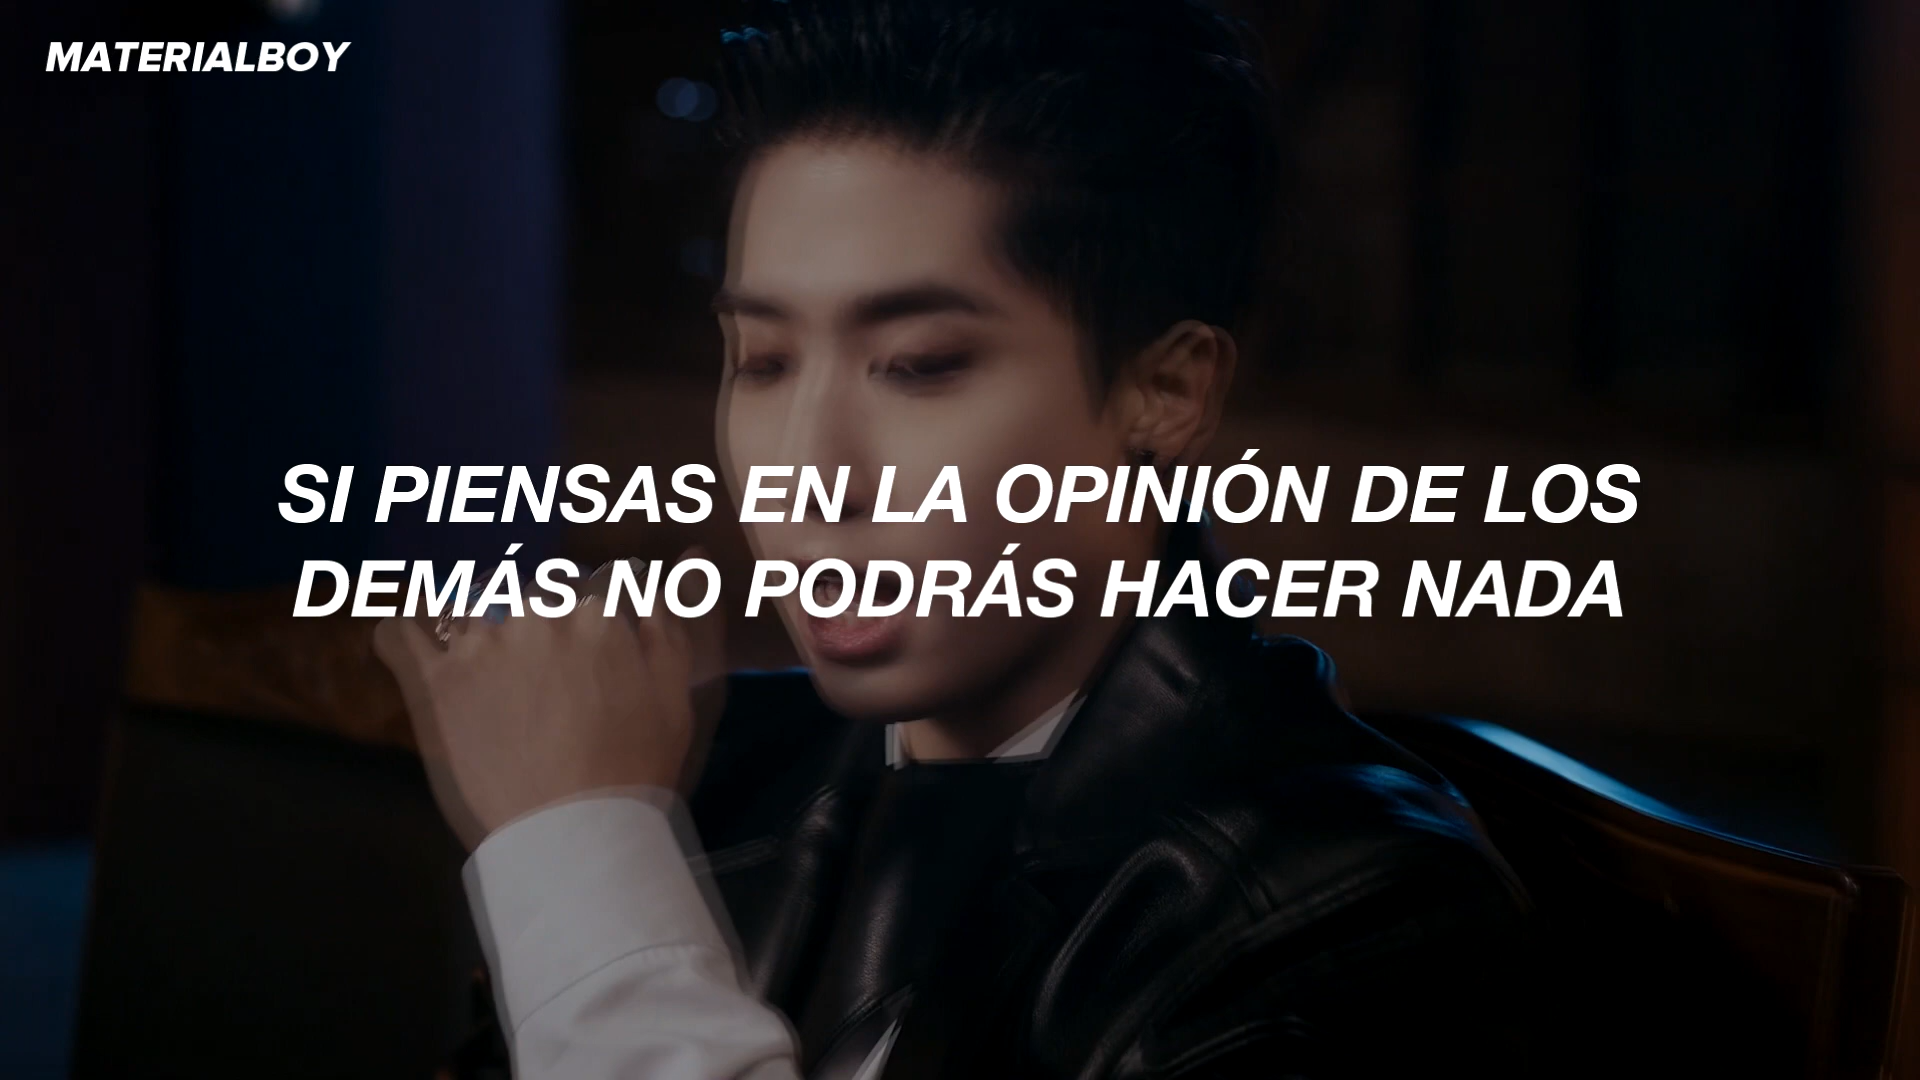 MATERIALBOY
SI PIENSAS EN LA OPINIÓN DE LOS
DEMÁS NO PODRÁS HACER NADA